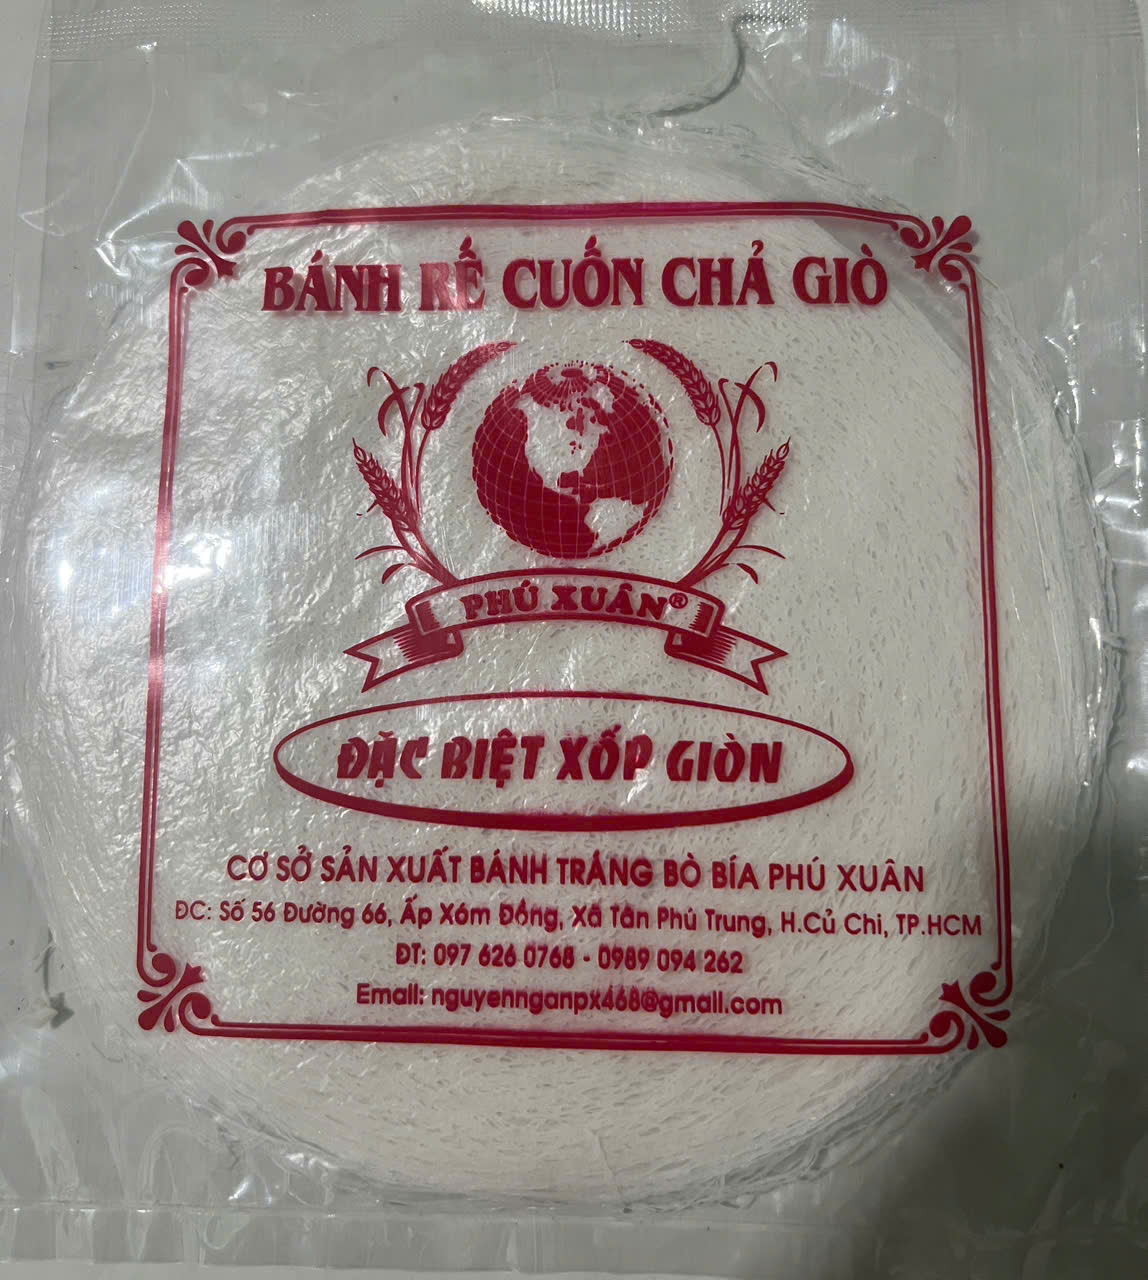 BÁNH RẾ CUỐN CHẢ GIÒ
PHÚ XUÂN®
ĐẶC BIỆT XỐP GIÒN
CƠ SỞ SẢN XUẤT BÁNH TRÁNG BÒ BÍA PHÚ XUÂN
ĐC: Số 56 Đường 66, Ấp Xóm Đồng, Xã Tân Phú Trung, H.Củ Chi, TP.HCM
ĐT: 097 626 0768 - 0989 094 262
Email: nguyennganpx468@gmail.com